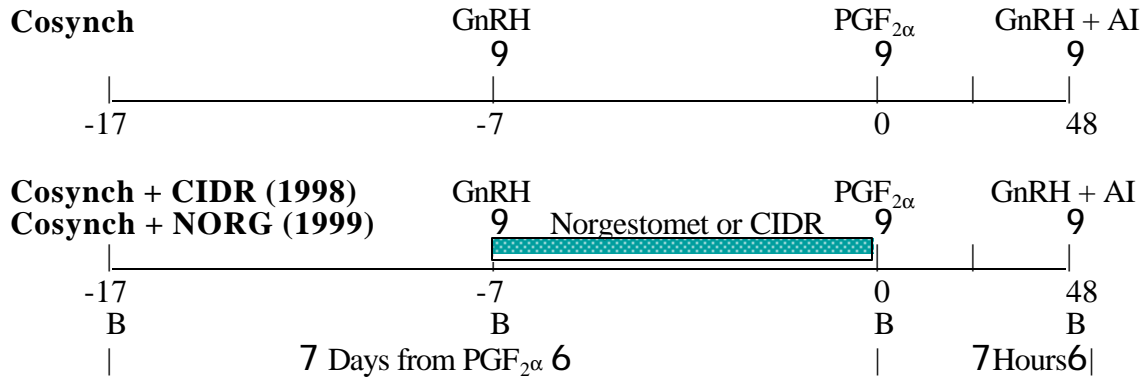 Cosynch GnRH PGF2α GnRH + AI
9 9 9
-17 -7 0 48
Cosynch + CIDR (1998) GnRH PGF2α GnRH + AI
Cosynch + NORG (1999) 9 Norgestomet or CIDR 9 9
-17 -7 0 48
B B B B
| 7 Days from PGF2α 6 | 7Hours6|